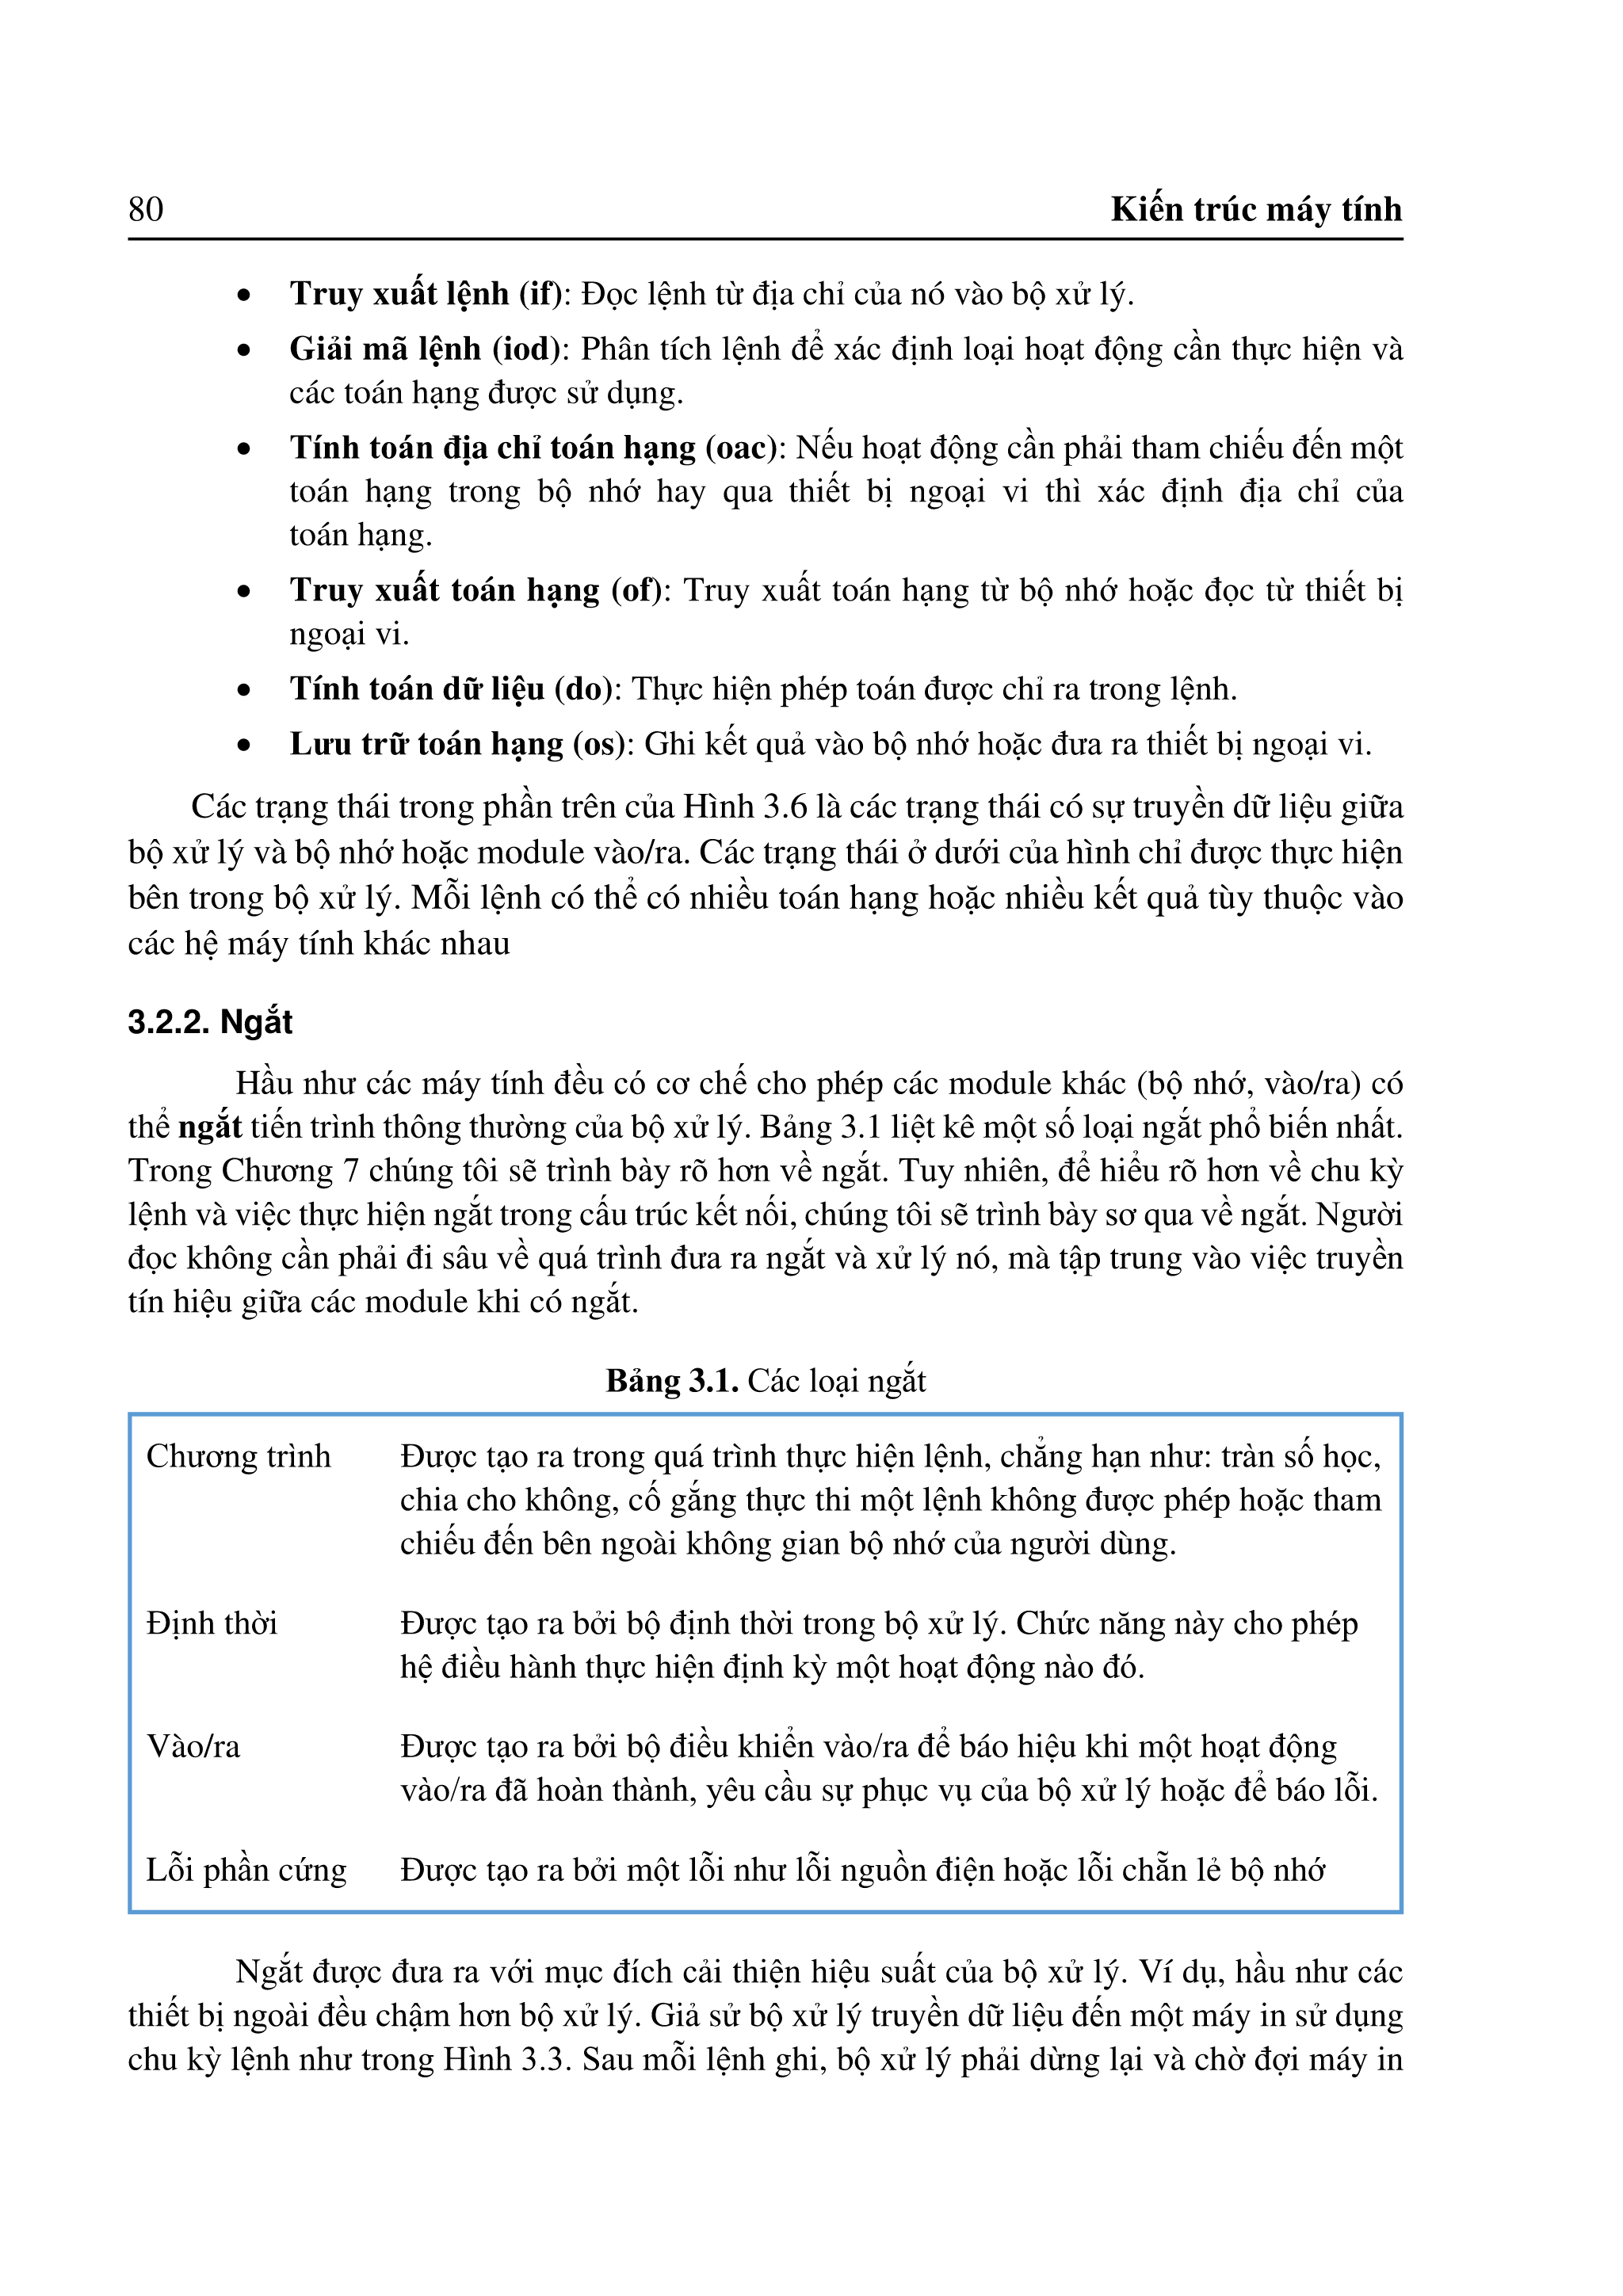 80 Kiến trúc máy tính
• Truy xuất lệnh (if): Đọc lệnh từ địa chỉ của nó vào bộ xử lý.
• Giải mã lệnh (iod): Phân tích lệnh để xác định loại hoạt động cần thực hiện và
các toán hạng được sử dụng.
• Tính toán địa chỉ toán hạng (oac): Nếu hoạt động cần phải tham chiếu đến một
toán hạng trong bộ nhớ hay qua thiết bị ngoại vi thì xác định địa chỉ của
toán hạng.
• Truy xuất toán hạng (of): Truy xuất toán hạng từ bộ nhớ hoặc đọc từ thiết bị
ngoại vi.
• Tính toán dữ liệu (do): Thực hiện phép toán được chỉ ra trong lệnh.
• Lưu trữ toán hạng (os): Ghi kết quả vào bộ nhớ hoặc đưa ra thiết bị ngoại vi.
Các trạng thái trong phần trên của Hình 3.6 là các trạng thái có sự truyền dữ liệu giữa
bộ xử lý và bộ nhớ hoặc module vào/ra. Các trạng thái ở dưới của hình chỉ được thực hiện
bên trong bộ xử lý. Mỗi lệnh có thể có nhiều toán hạng hoặc nhiều kết quả tùy thuộc vào
các hệ máy tính khác nhau
3.2.2. Ngắt
Hầu như các máy tính đều có cơ chế cho phép các module khác (bộ nhớ, vào/ra) có
thể ngắt tiến trình thông thường của bộ xử lý. Bảng 3.1 liệt kê một số loại ngắt phổ biến nhất.
Trong Chương 7 chúng tôi sẽ trình bày rõ hơn về ngắt. Tuy nhiên, để hiểu rõ hơn về chu kỳ
lệnh và việc thực hiện ngắt trong cấu trúc kết nối, chúng tôi sẽ trình bày sơ qua về ngắt. Người
đọc không cần phải đi sâu về quá trình đưa ra ngắt và xử lý nó, mà tập trung vào việc truyền
tín hiệu giữa các module khi có ngắt.
Bảng 3.1. Các loại ngắt
Chương trình Được tạo ra trong quá trình thực hiện lệnh, chẳng hạn như: tràn số học,
chia cho không, cố gắng thực thi một lệnh không được phép hoặc tham
chiếu đến bên ngoài không gian bộ nhớ của người dùng.
Định thời Được tạo ra bởi bộ định thời trong bộ xử lý. Chức năng này cho phép
hệ điều hành thực hiện định kỳ một hoạt động nào đó.
Vào/ra Được tạo ra bởi bộ điều khiển vào/ra để báo hiệu khi một hoạt động
vào/ra đã hoàn thành, yêu cầu sự phục vụ của bộ xử lý hoặc để báo lỗi.
Lỗi phần cứng Được tạo ra bởi một lỗi như lỗi nguồn điện hoặc lỗi chẵn lẻ bộ nhớ
Ngắt được đưa ra với mục đích cải thiện hiệu suất của bộ xử lý. Ví dụ, hầu như các
thiết bị ngoài đều chậm hơn bộ xử lý. Giả sử bộ xử lý truyền dữ liệu đến một máy in sử dụng
chu kỳ lệnh như trong Hình 3.3. Sau mỗi lệnh ghi, bộ xử lý phải dừng lại và chờ đợi máy in